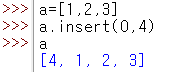 >>> a=[1,2,3]
>>> a.insert(0,4)
>>> a
[4, 1, 2, 3]